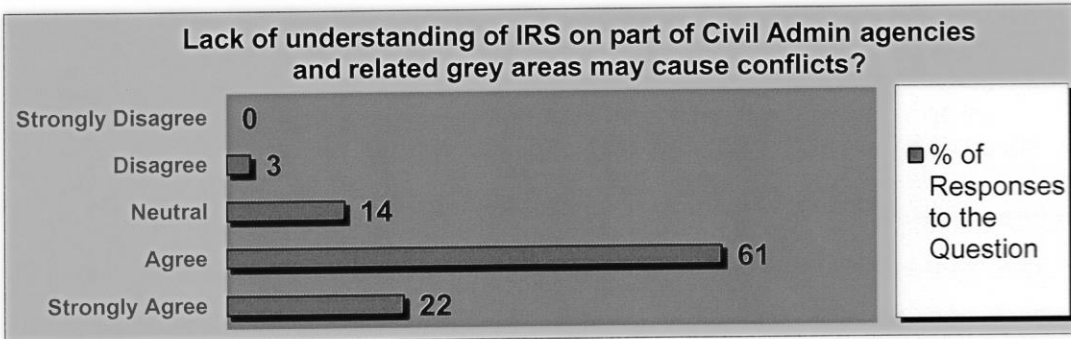 Lack of understanding of IRS on part of Civil Admin agencies
and related grey areas may cause conflicts?
Strongly Disagree 0
Disagree 3
Neutral 14
Agree 61
Strongly Agree 22
% of
Responses
to the
Question